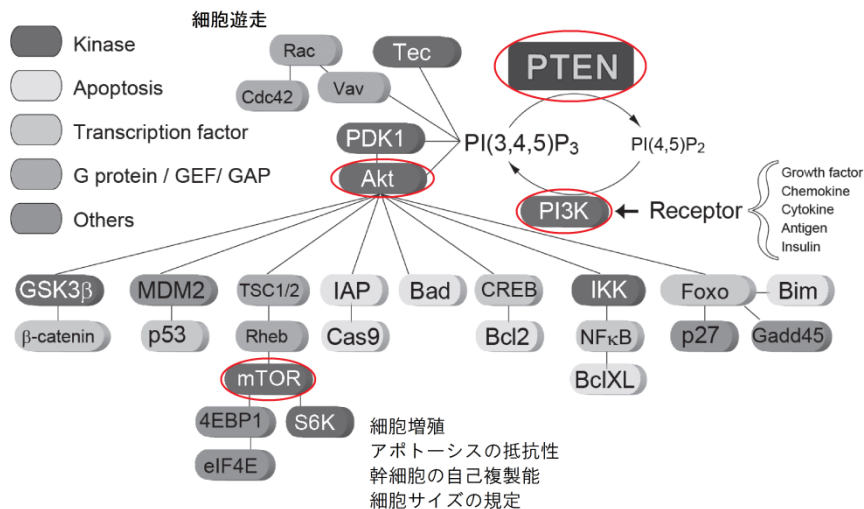 細胞遊走
Kinase
Apoptosis
Transcription factor
G protein / GEF/ GAP
Others
Rac
Tec
Cdc42
Vav
PTEN
PDK1
PI(3,4,5)P₃
PI(4,5)P₂
Akt
PI3K
Receptor
Growth factor
Chemokine
Cytokine
Antigen
Insulin
GSK3β
MDM2
TSC1/2
IAP
Bad
CREB
IKK
Foxo
Bim
β-catenin
p53
Rheb
Cas9
Bcl2
NFκB
p27
Gadd45
mTOR
BclXL
4EBP1
S6K
eIF4E
細胞増殖
アポトーシスの抵抗性
幹細胞の自己複製能
細胞サイズの規定